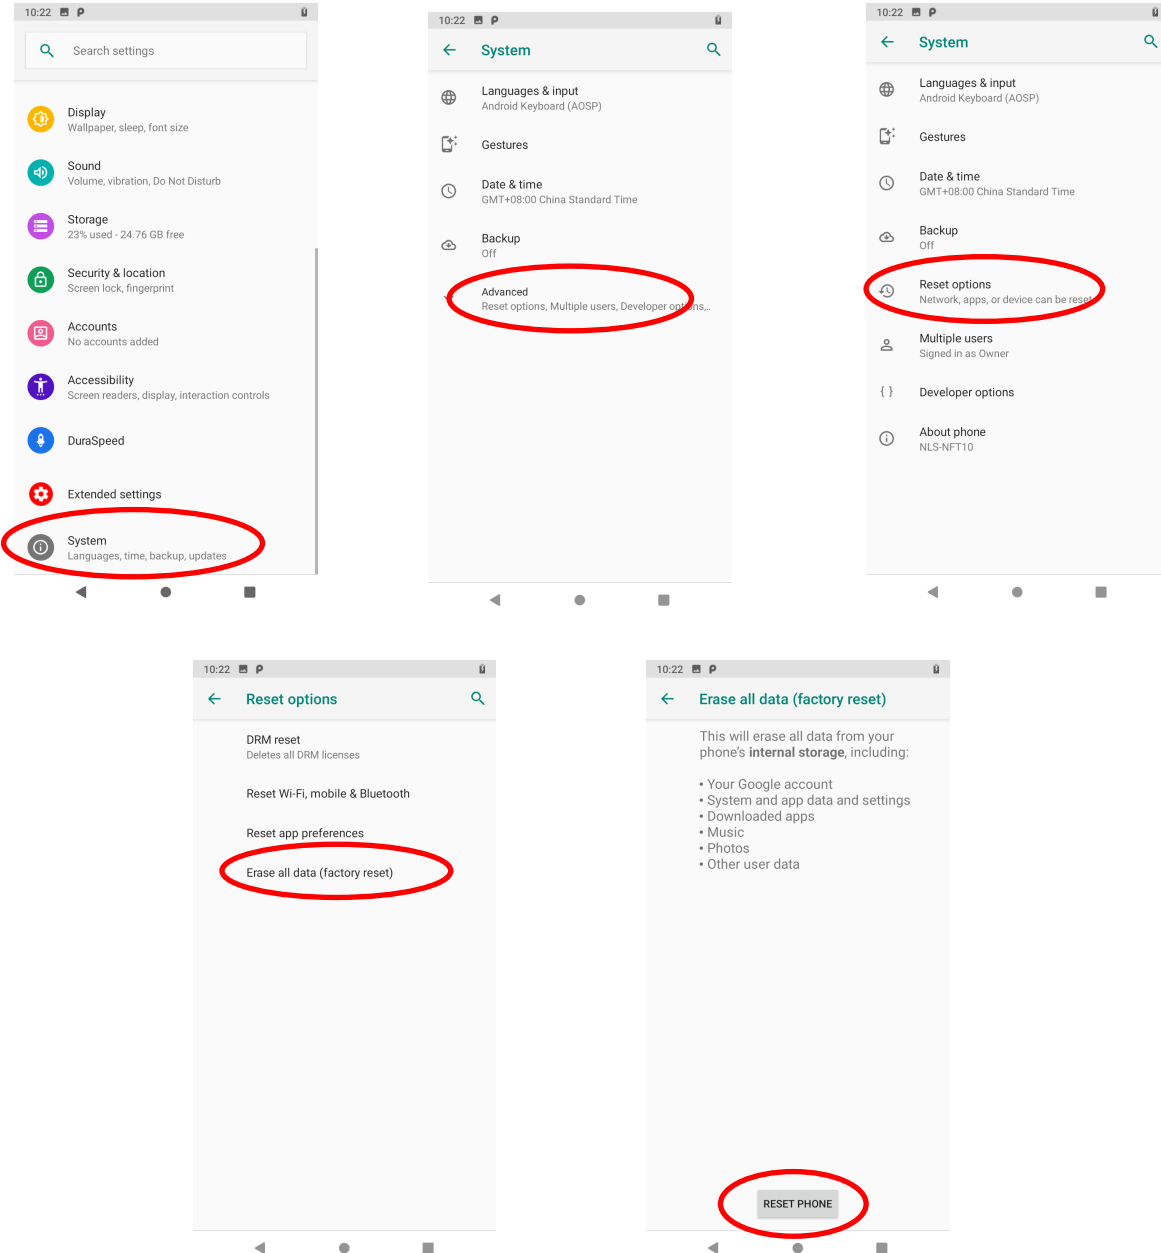 10:22
Search settings
Display
Wallpaper, sleep, font size
Sound
Volume, vibration, Do Not Disturb
Storage
23% used - 24.76 GB free
Security & location
Screen lock, fingerprint
Accounts
No accounts added
Accessibility
Screen readers, display, interaction controls
DuraSpeed
Extended settings
System
Languages, time, backup, updates
10:22
System
Languages & input
Android Keyboard (AOSP)
Gestures
Date & time
GMT+08:00 China Standard Time
Backup
Off
Advanced
Reset options, Multiple users, Developer options,..
10:22
System
Languages & input
Android Keyboard (AOSP)
Gestures
Date & time
GMT+08:00 China Standard Time
Backup
Off
Reset options
Network, apps, or device can be reset
Multiple users
Signed in as Owner
Developer options
About phone
NLS-NFT10
10:22
Reset options
DRM reset
Deletes all DRM licenses
Reset Wi-Fi, mobile & Bluetooth
Reset app preferences
Erase all data (factory reset)
10:22
Erase all data (factory reset)
This will erase all data from your
phone's internal storage, including:
• Your Google account
• System and app data and settings
• Downloaded apps
• Music
• Photos
• Other user data
RESET PHONE